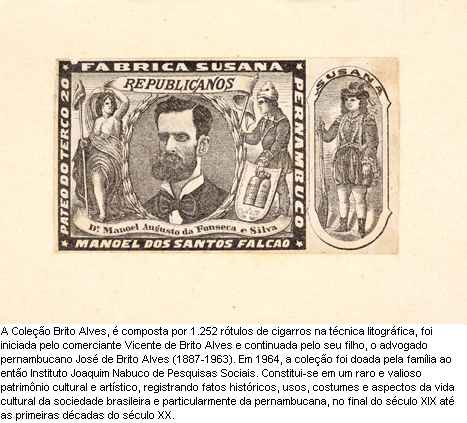 FABRICA SUSANA
REPUBLICANOS
PATEO DO TERCO 20
PERNAMBUCO
Dr. Manoel Augusto da Fonseca e Silva
MANOEL DOS SANTOS FALCÃO
SUSANA
A Coleção Brito Alves, é composta por 1.252 rótulos de cigarros na técnica litográfica, foi
iniciada pelo comerciante Vicente de Brito Alves e continuada pelo seu filho, o advogado
pernambucano José de Brito Alves (1887-1963). Em 1964, a coleção foi doada pela família ao
então Instituto Joaquim Nabuco de Pesquisas Sociais. Constitui-se em um raro e valioso
patrimônio cultural e artístico, registrando fatos históricos, usos, costumes e aspectos da vida
cultural da sociedade brasileira e particularmente da pernambucana, no final do século XIX até
as primeiras décadas do século XX.